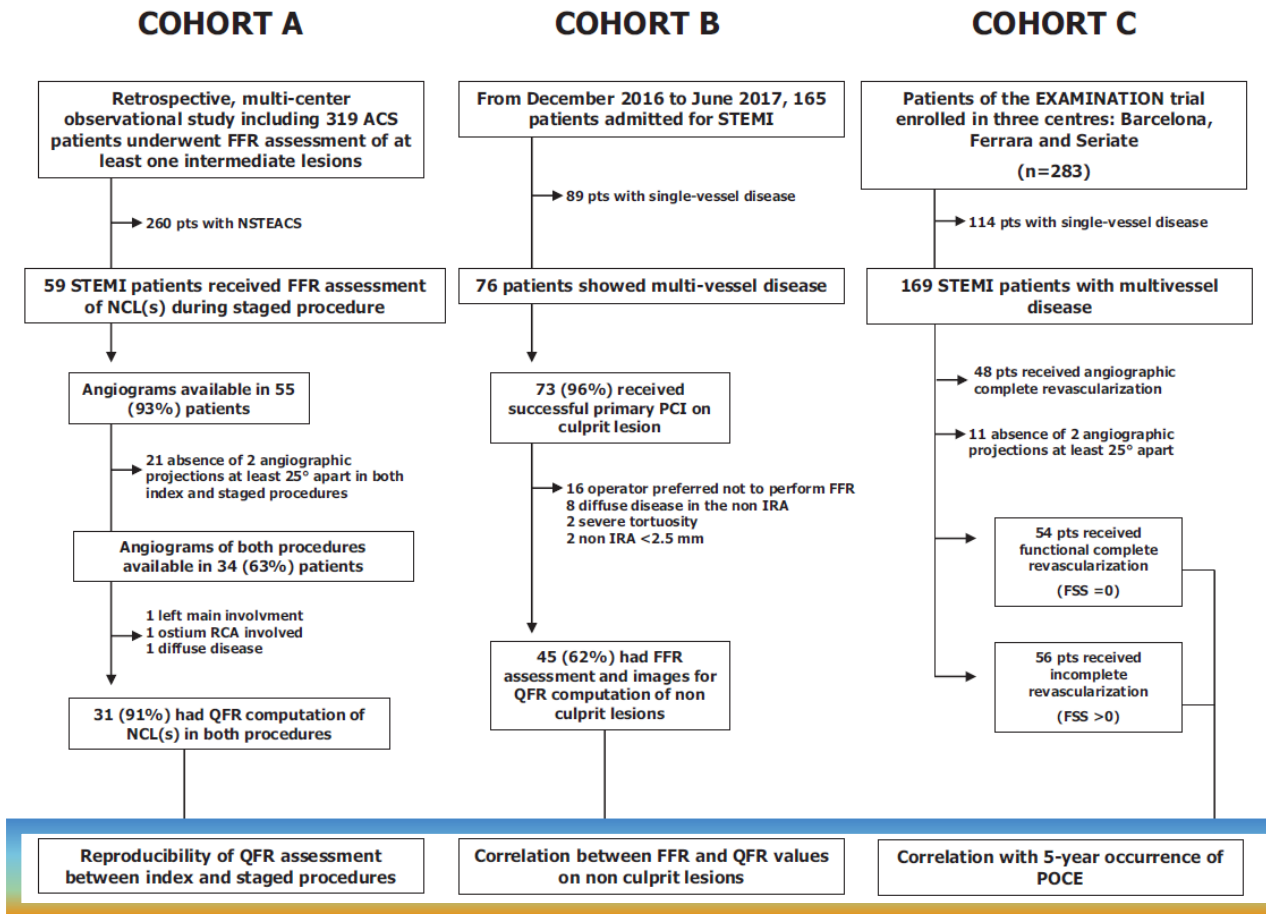 COHORT A
Retrospective, multi-center
observational study including 319 ACS
patients underwent FFR assessment of at
least one intermediate lesions
260 pts with NSTEACS
59 STEMI patients received FFR assessment
of NCL(s) during staged procedure
Angiograms available in 55
(93%) patients
21 absence of 2 angiographic
projections at least 25° apart in both
index and staged procedures
Angiograms of both procedures
available in 34 (63%) patients
1 left main involvment
1 ostium RCA involved
1 diffuse disease
31 (91%) had QFR computation of
NCL(s) in both procedures
Reproducibility of QFR assessment
between index and staged procedures
COHORT B
From December 2016 to June 2017, 165
patients admitted for STEMI
89 pts with single-vessel disease
76 patients showed multi-vessel disease
73 (96%) received
successful primary PCI on
culprit lesion
16 operator preferred not to perform FFR
8 diffuse disease in the non IRA
2 severe tortuosity
2 non IRA <2.5 mm
45 (62%) had FFR
assessment and images for
QFR computation of non
culprit lesions
Correlation between FFR and QFR values
on non culprit lesions
COHORT C
Patients of the EXAMINATION trial
enrolled in three centres: Barcelona,
Ferrara and Seriate
(n=283)
114 pts with single-vessel disease
169 STEMI patients with multivessel
disease
48 pts received angiographic
complete revascularization
11 absence of 2 angiographic
projections at least 25° apart
54 pts received
functional complete
revascularization
(FSS =0)
56 pts received
incomplete
revascularization
(FSS >0)
Correlation with 5-year occurrence of
POCE